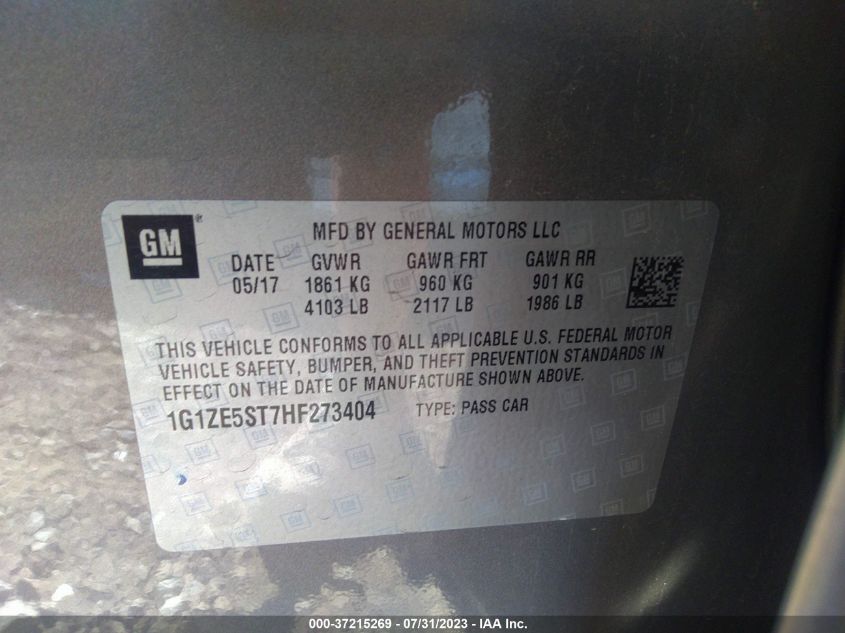 GM ®
MFD BY GENERAL MOTORS LLC
DATE GVWR GAWR FRT GAWR RR
05/17 1861 KG 960 KG 901 KG
4103 LB 2117 LB 1986 LB
THIS VEHICLE CONFORMS TO ALL APPLICABLE U.S. FEDERAL MOTOR
VEHICLE SAFETY, BUMPER, AND THEFT PREVENTION STANDARDS IN
EFFECT ON THE DATE OF MANUFACTURE SHOWN ABOVE.
1G1ZE5ST7HF273404 TYPE: PASS CAR
000-37215269 - 07/31/2023 - IAA Inc.